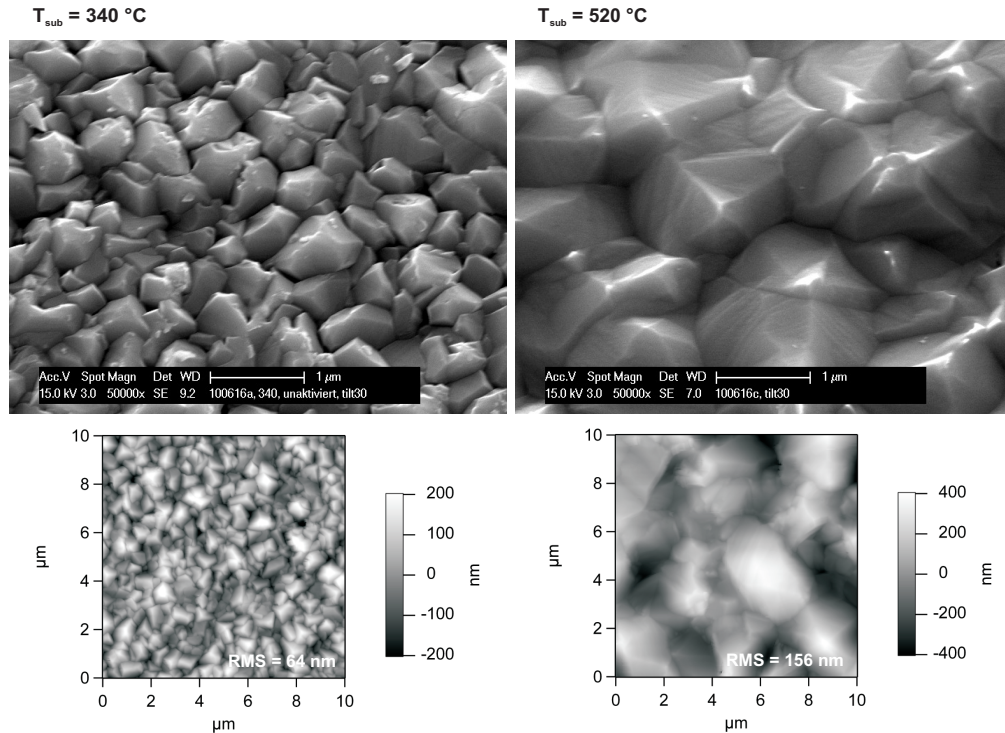 T_sub = 340 °C
T_sub = 520 °C
Acc.V Spot Magn Det WD 1 µm
15.0 kV 3.0 50000x SE 9.2 100616a, 340, unaktiviert, tilt30
Acc.V Spot Magn Det WD 1 µm
15.0 kV 3.0 50000x SE 7.0 100616c, tilt30
10
8
6
4
2
0
µm
RMS = 64 nm
0 2 4 6 8 10
µm
200
100
0
-100
-200
nm
10
8
6
4
2
0
µm
RMS = 156 nm
0 2 4 6 8 10
µm
400
200
0
-200
-400
nm